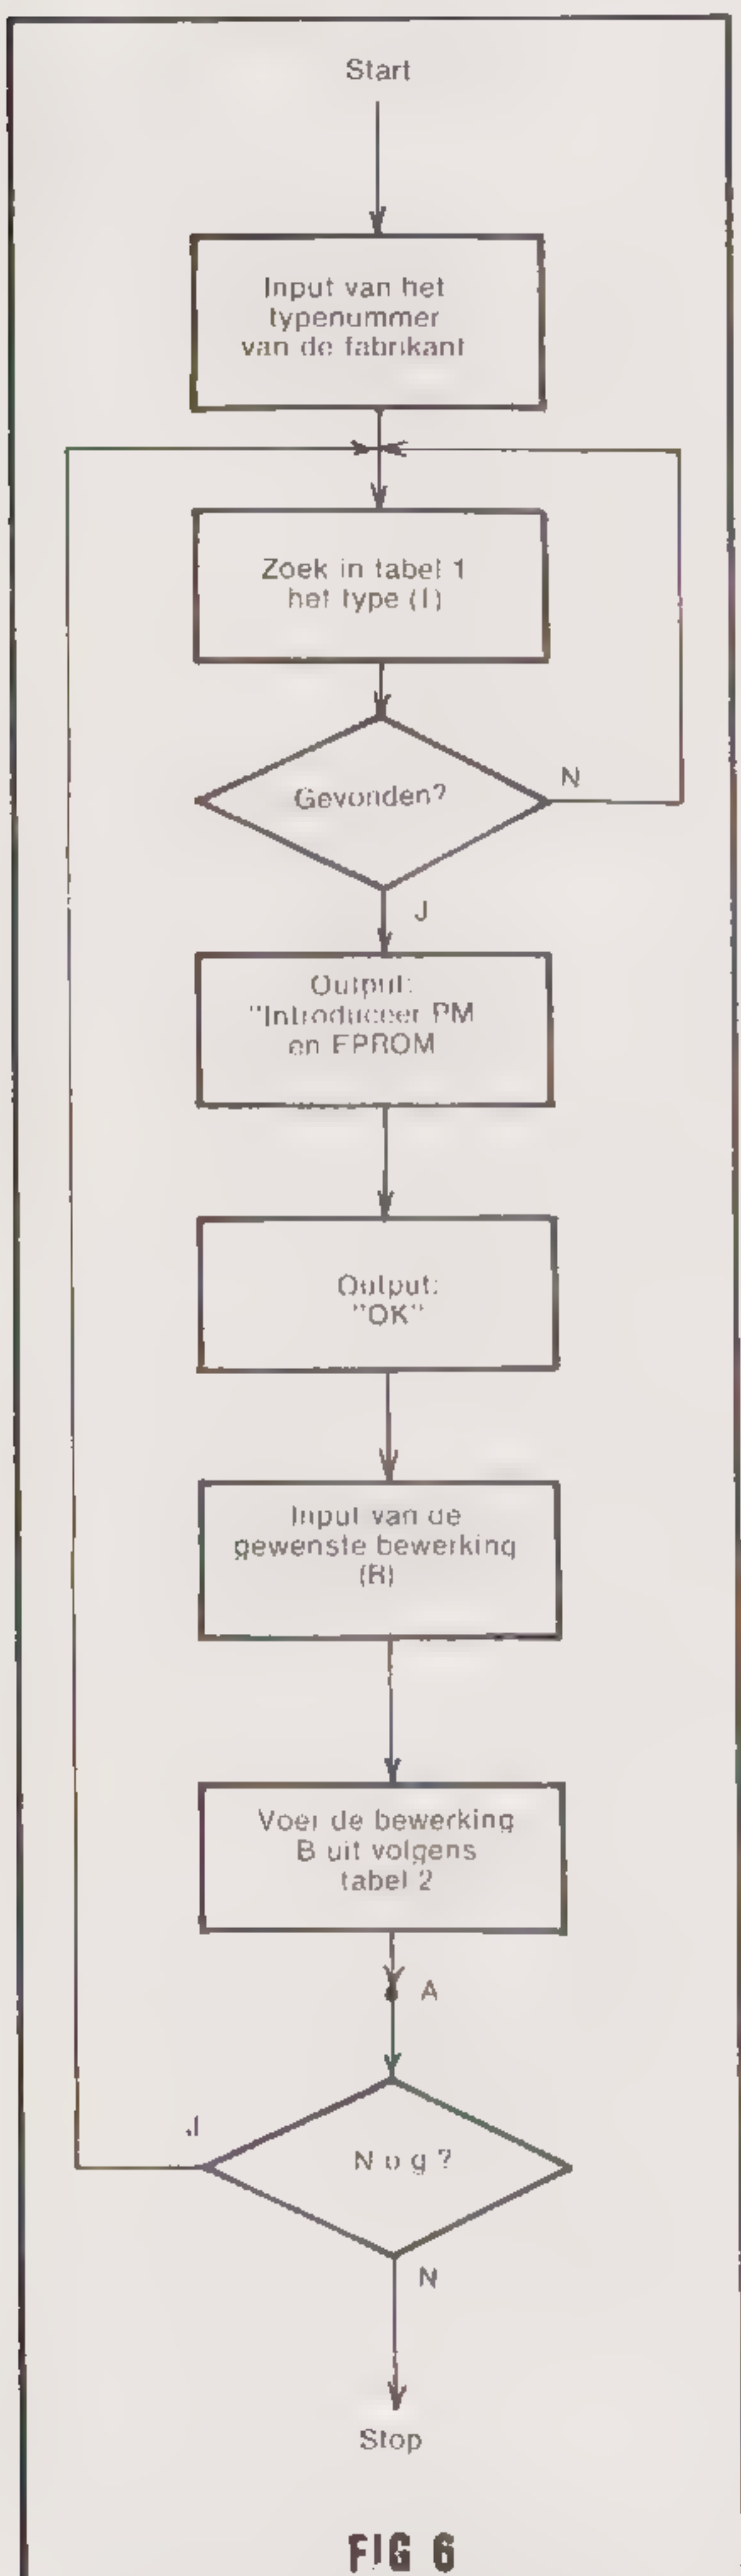 Start
Input van het
typenummer
van de fabrikant
Zoek in tabel 1
het type (1)
Gevonden?
N
J
Output:
"Introduceer PM
en EPROM
Output:
"OK"
Input van de
gewenste bewerking
(B)
Voer de bewerking
B uit volgens
tabel 2
A
J
Nog?
N
Stop
FIG 6